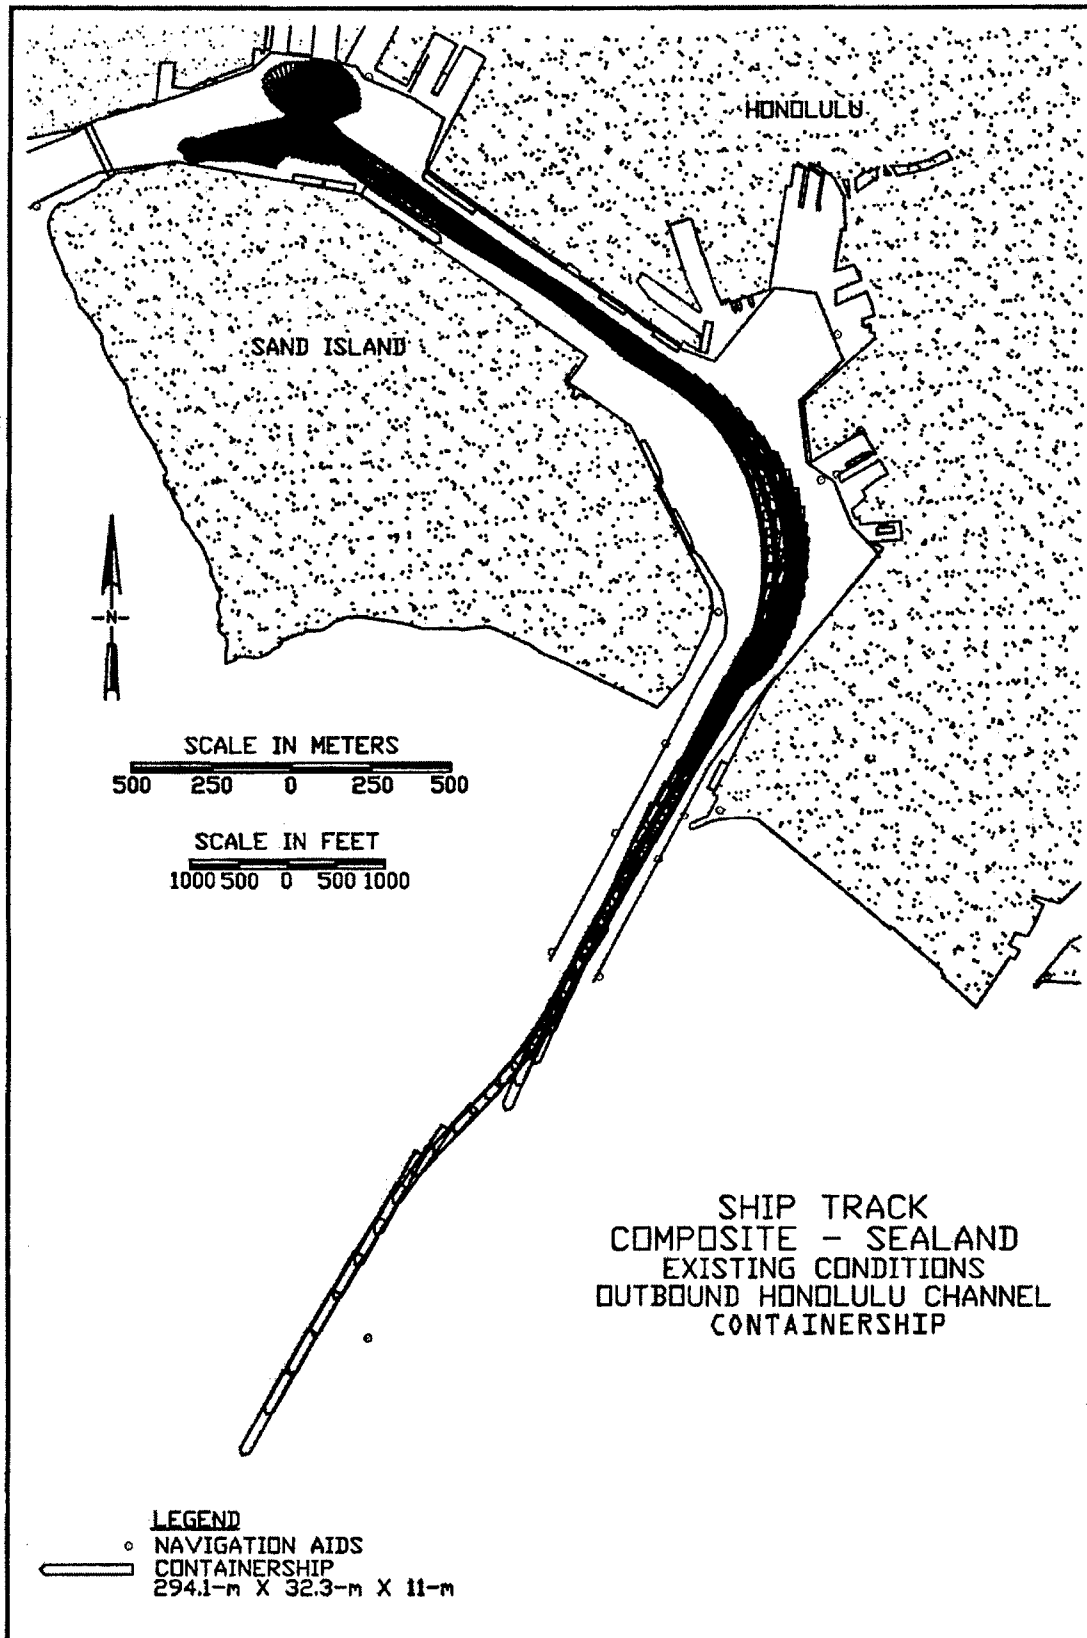 HONOLULU
SAND ISLAND
-N-
SCALE IN METERS
500 250 0 250 500
SCALE IN FEET
1000 500 0 500 1000
SHIP TRACK
COMPOSITE - SEALAND
EXISTING CONDITIONS
OUTBOUND HONOLULU CHANNEL
CONTAINERSHIP
LEGEND
NAVIGATION AIDS
CONTAINERSHIP
294.1-m X 32.3-m X 11-m